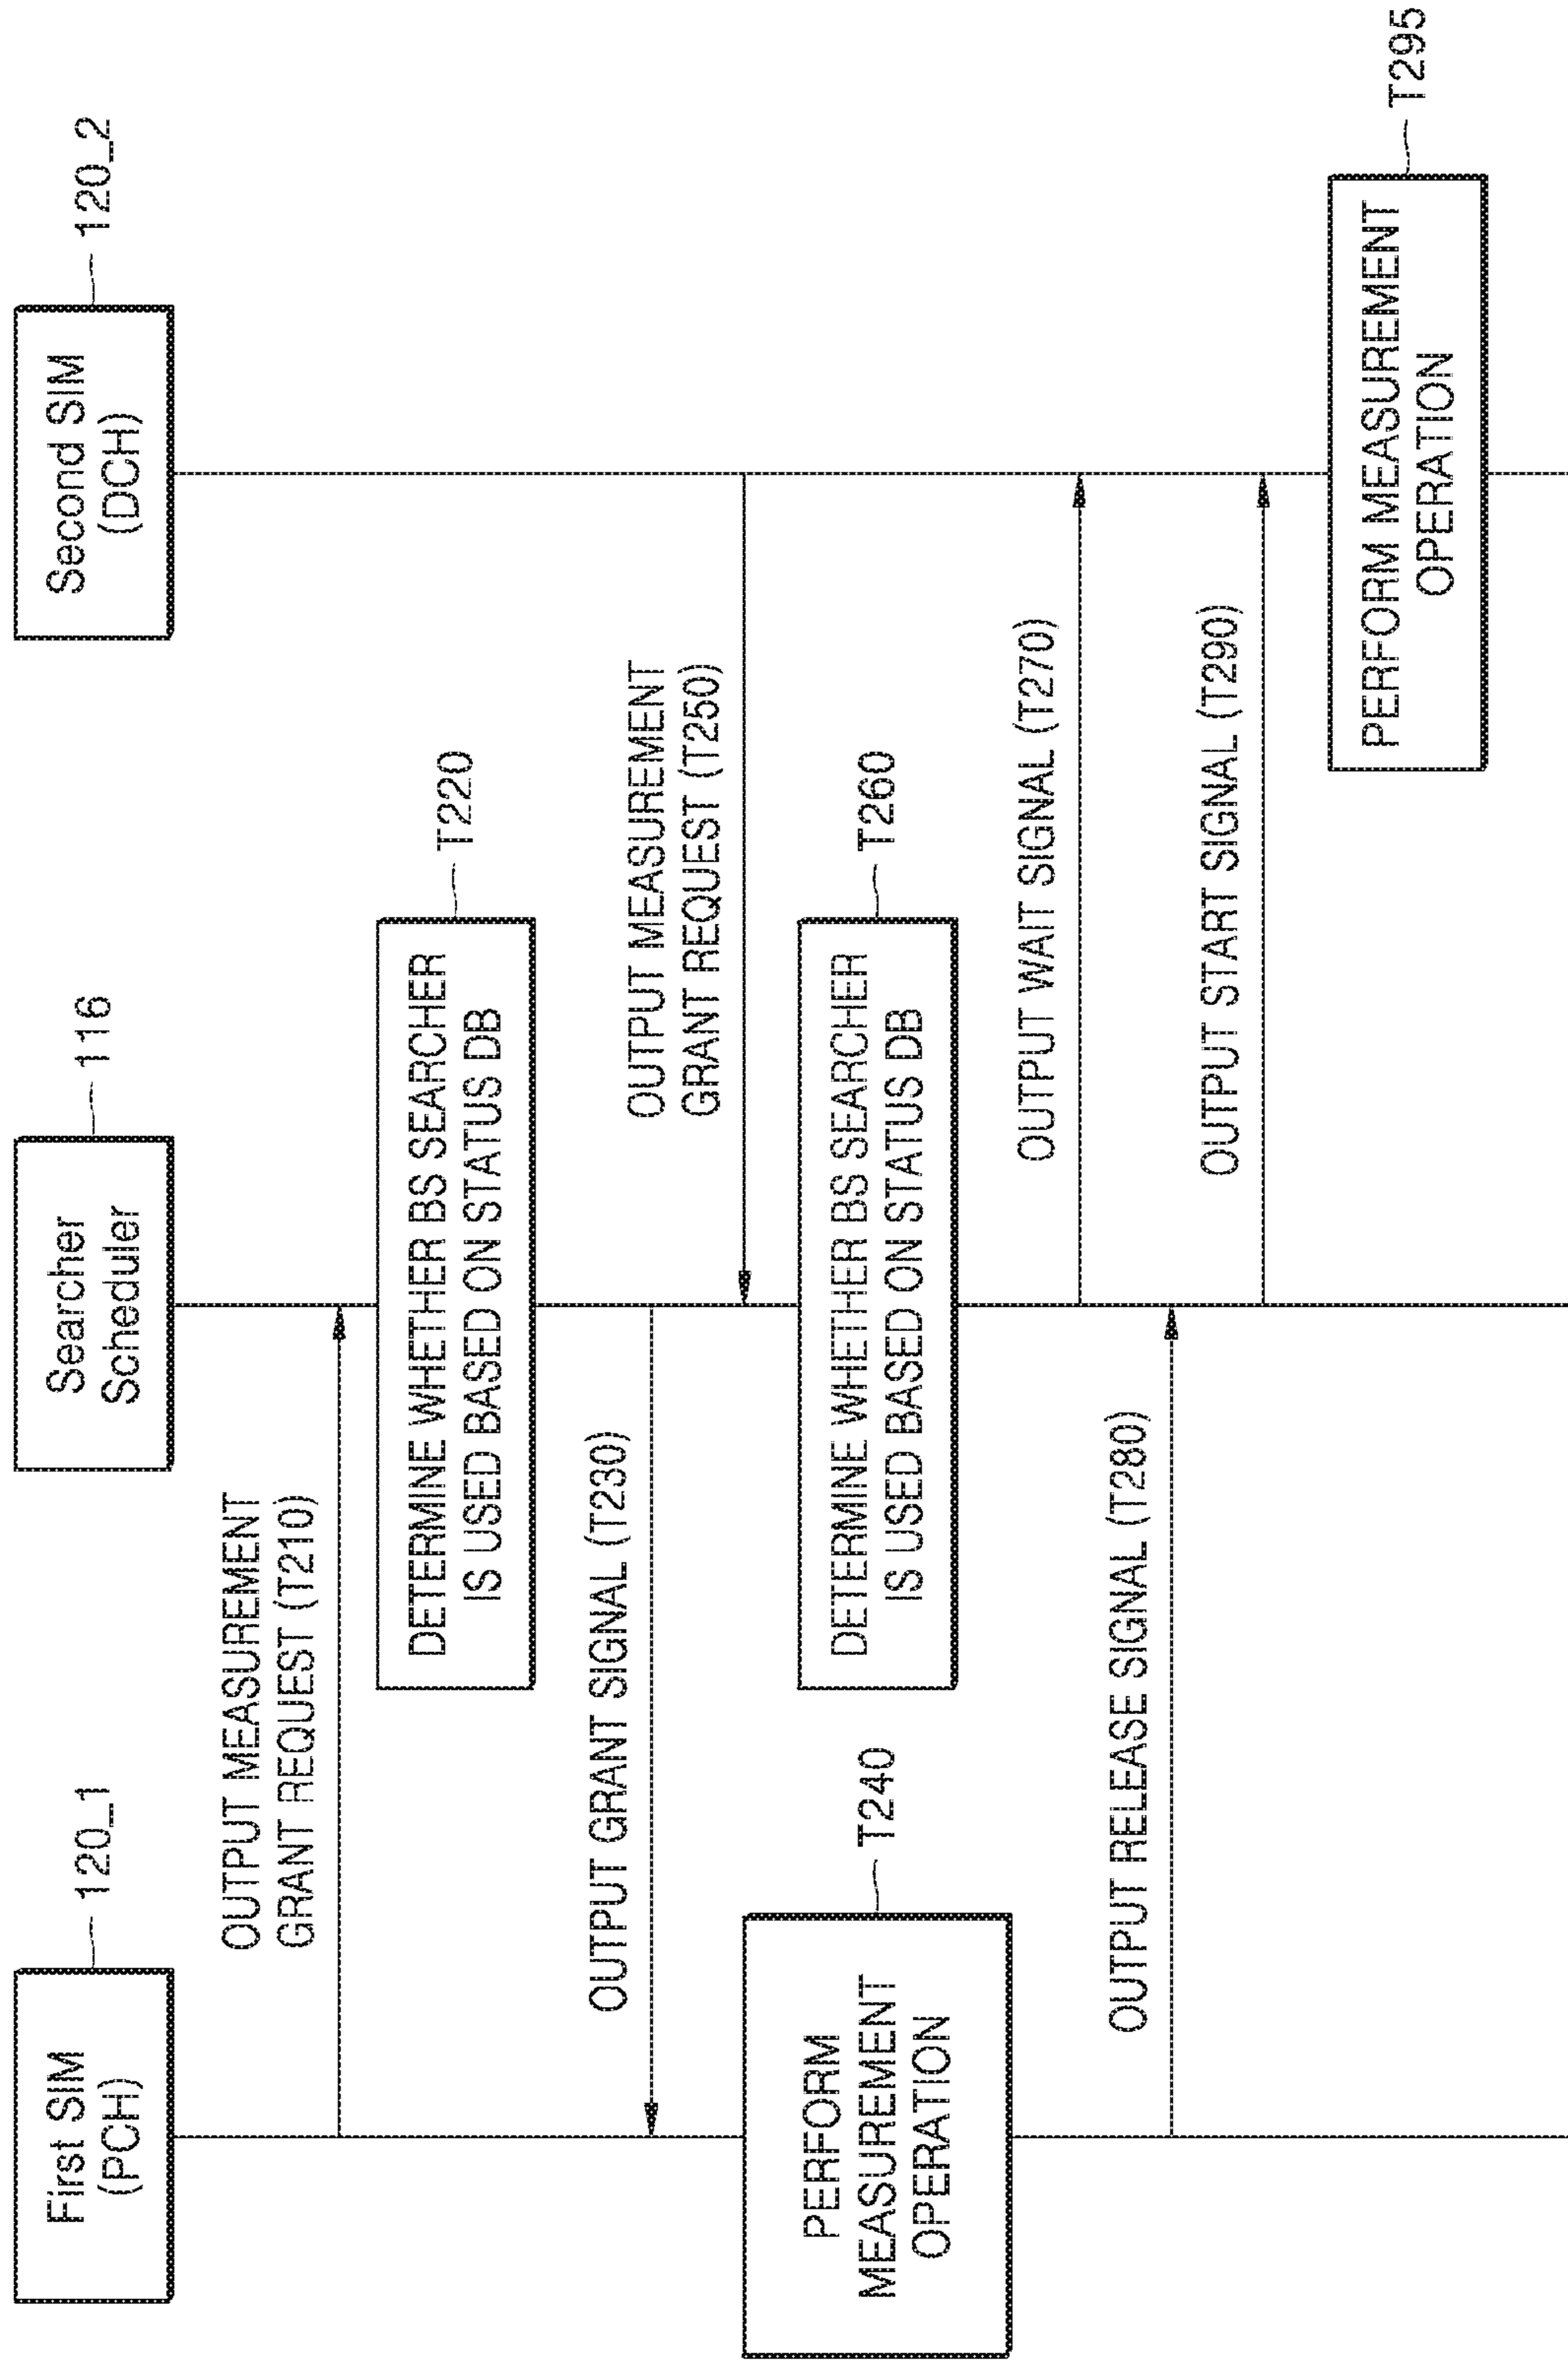 First SIM
(PCH)
120_1
Searcher
Scheduler
116
Second SIM
(DCH)
120_2
OUTPUT MEASUREMENT
GRANT REQUEST (T210)
DETERMINE WHETHER BS SEARCHER
IS USED BASED ON STATUS DB
T220
OUTPUT GRANT SIGNAL (T230)
OUTPUT MEASUREMENT
GRANT REQUEST (T250)
PERFORM
MEASUREMENT
OPERATION
T240
DETERMINE WHETHER BS SEARCHER
IS USED BASED ON STATUS DB
T260
OUTPUT WAIT SIGNAL (T270)
OUTPUT RELEASE SIGNAL (T280)
OUTPUT START SIGNAL (T290)
PERFORM MEASUREMENT
OPERATION
T295